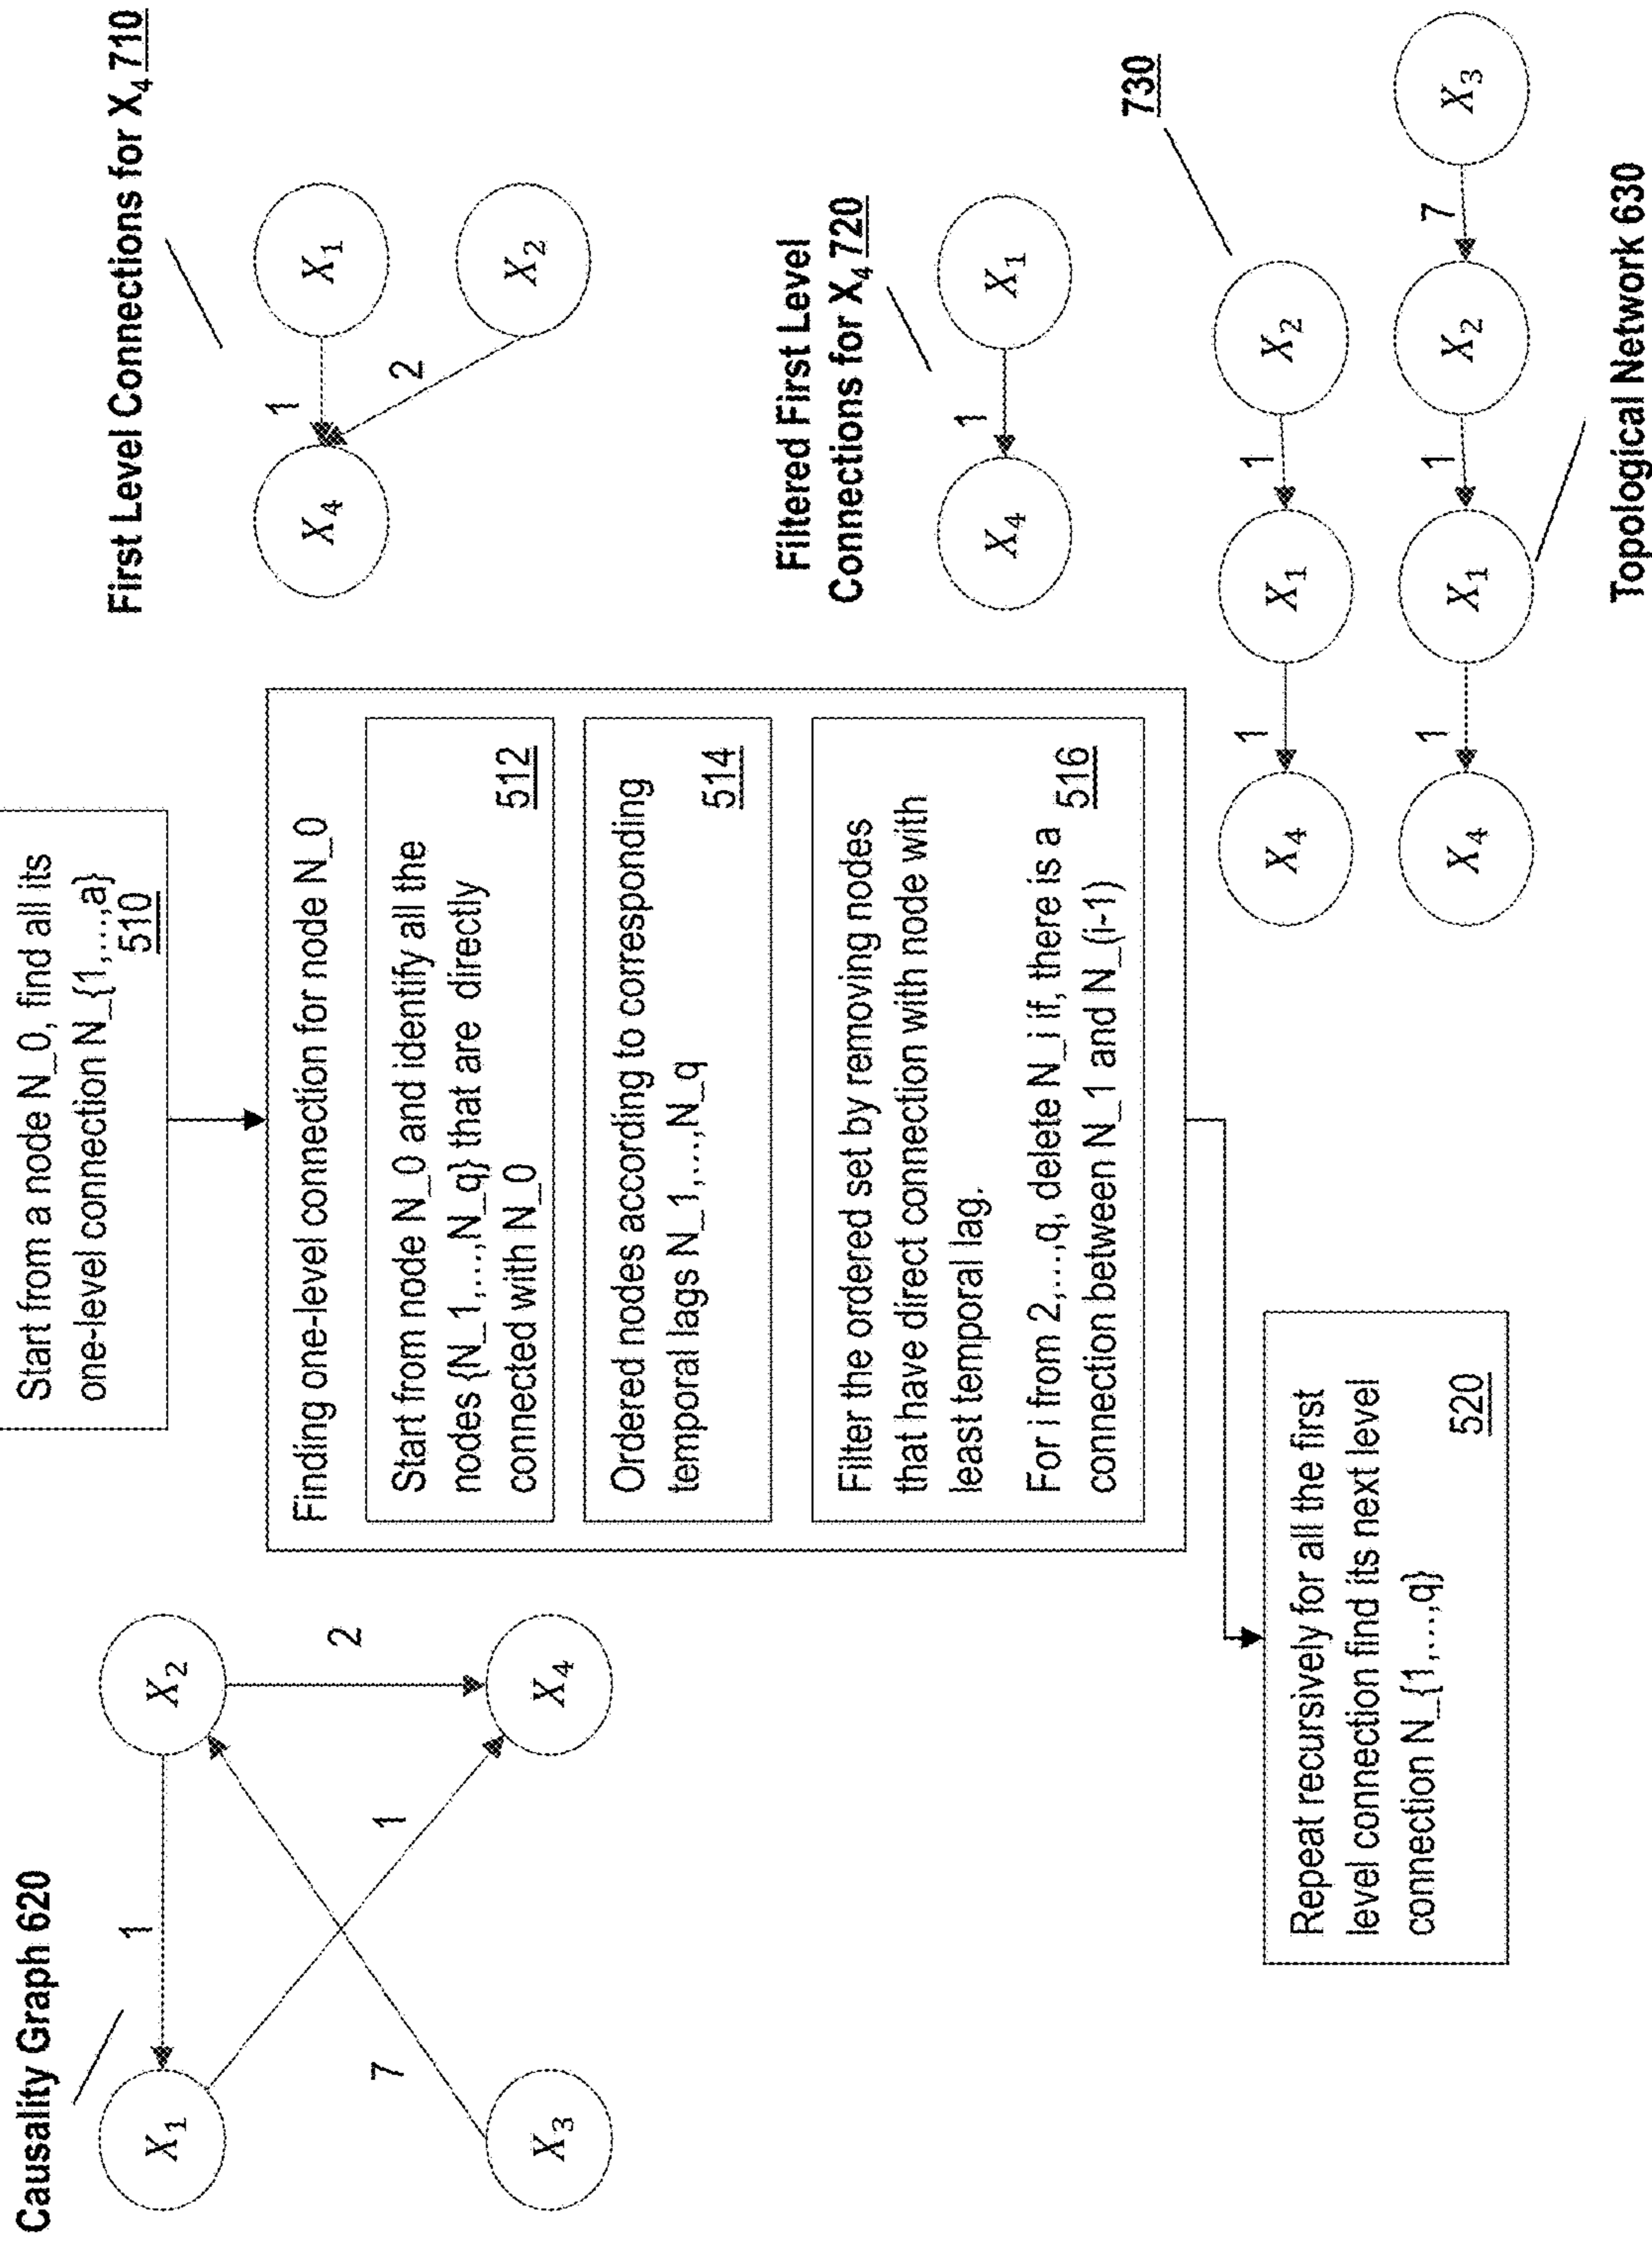 Causality Graph 620
X1
1
X2
7
1
2
X3
X4
Start from a node N_0, find all its
one-level connection N_{1,...,a}
510
Finding one-level connection for node N_0
Start from node N_0 and identify all the
nodes {N_1,...,N_q} that are directly
connected with N_0
512
Ordered nodes according to corresponding
temporal lags N_1,...,N_q
514
Filter the ordered set by removing nodes
that have direct connection with node with
least temporal lag.
For i from 2,...,q, delete N_i if, there is a
connection between N_1 and N_(i-1)
516
Repeat recursively for all the first
level connection find its next level
connection N_{1,...,q}
520
First Level Connections for X4 710
X4
1
X1
2
X2
Filtered First Level
Connections for X4 720
X4
1
X1
730
X4
1
X1
1
X2
X4
1
X1
1
X2
7
X3
Topological Network 630